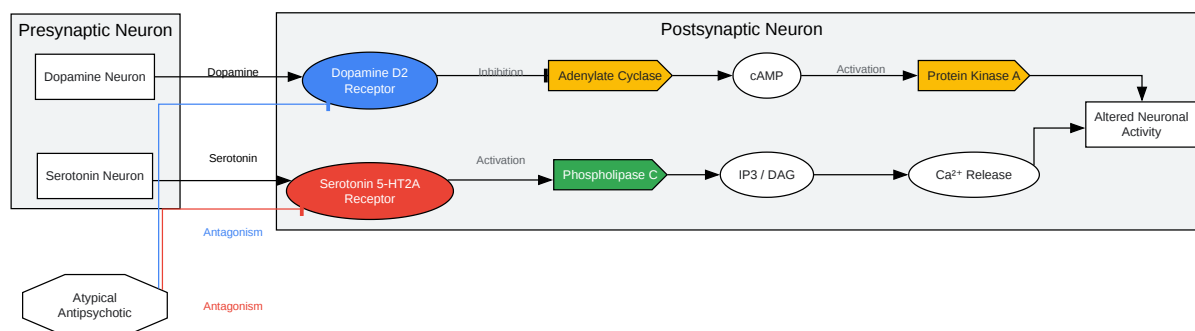 Presynaptic Neuron
Postsynaptic Neuron
Dopamine Neuron
Dopamine
Dopamine D2
Receptor
Inhibition
Adenylate Cyclase
cAMP
Activation
Protein Kinase A
Altered Neuronal
Activity
Serotonin Neuron
Serotonin
Serotonin 5-HT2A
Receptor
Activation
Phospholipase C
IP3 / DAG
Ca²⁺ Release
Antagonism
Atypical
Antipsychotic
Antagonism